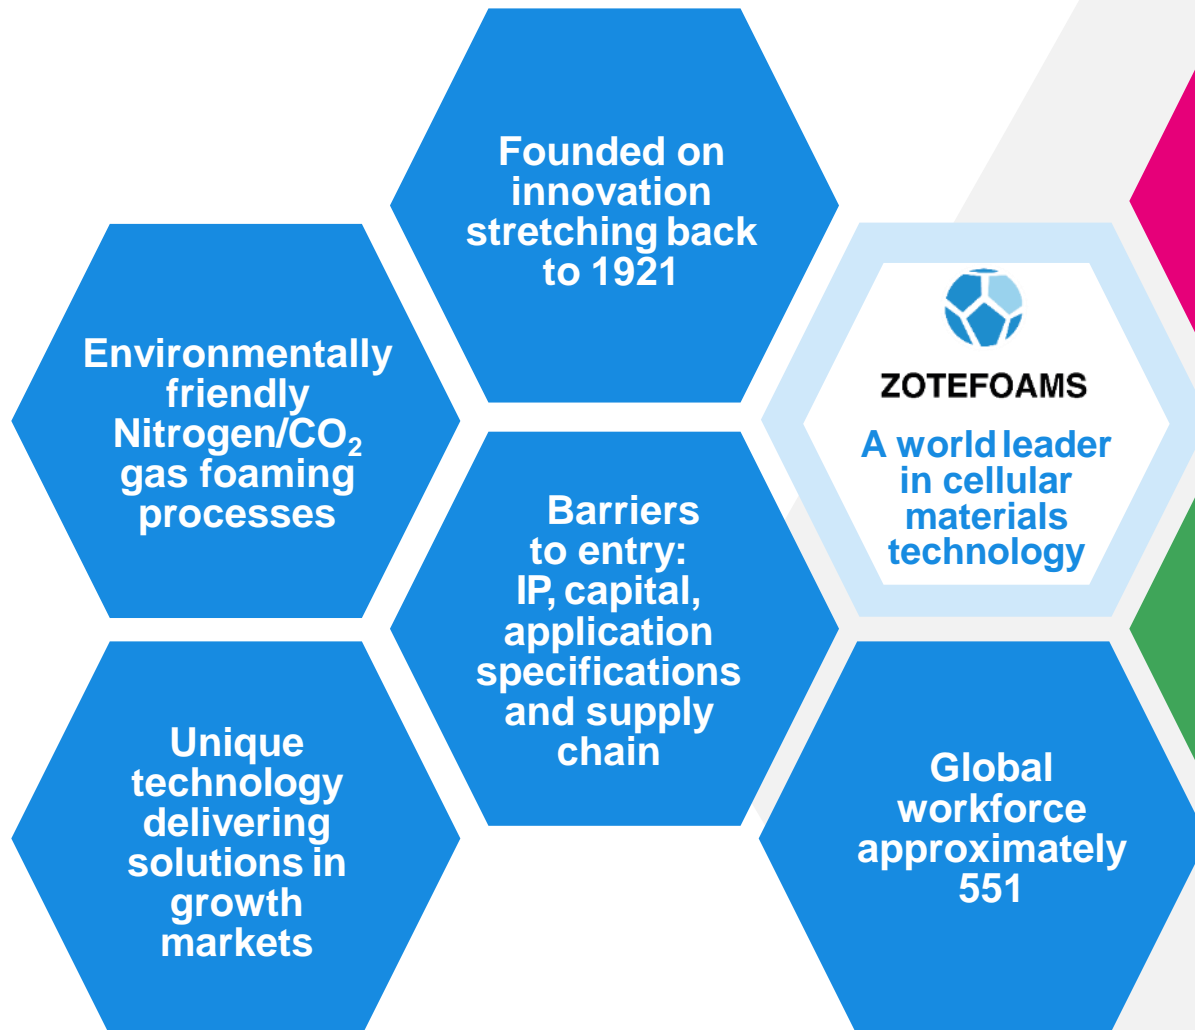 Founded on
innovation
stretching back
to 1921
Environmentally
friendly
Nitrogen/CO₂
gas foaming
processes
ZOTEFOAMS
A world leader
in cellular
materials
technology
Barriers
to entry:
IP, capital,
application
specifications
and supply
chain
Unique
technology
delivering
solutions in
growth
markets
Global
workforce
approximately
551